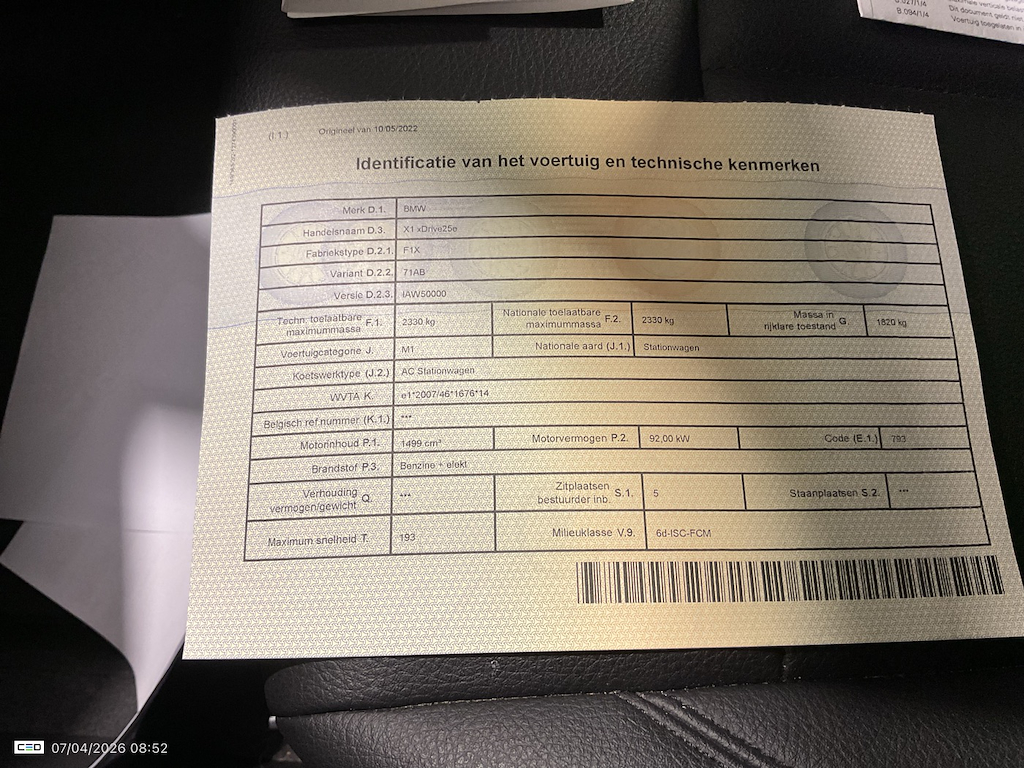 B.094/1/4
(I.1) Origineel van 10/05/2022
Identificatie van het voertuig en technische kenmerken
Merk D.1. BMW
Handelsnaam D.3. X1 xDrive25e
Fabriekstype D.2.1. F1X
Variant D.2.2. 71AB
Versie D.2.3. IAW50000
Techn. toelaatbare maximummassa F.1. 2330 kg Nationale toelaatbare maximummassa F.2. 2330 kg Massa in rijklare toestand G. 1820 kg
Voertuigcategorie J. M1 Nationale aard (J.1.) Stationwagen
Koetswerktype (J.2.) AC Stationwagen
WVTA K. e1*2007/46*1676*14
Belgisch ref.nummer (K.1.) ***
Motorinhoud P.1. 1499 cm³ Motorvermogen P.2. 92,00 kW Code (E.1.) 793
Brandstof P.3. Benzine + elekt
Verhouding vermogen/gewicht Q. *** Zitplaatsen bestuurder inb. S.1. 5 Staanplaatsen S.2. ***
Maximum snelheid T. 193 Milieuklasse V.9. 6d-ISC-FCM
CEO 07/04/2026 08:52